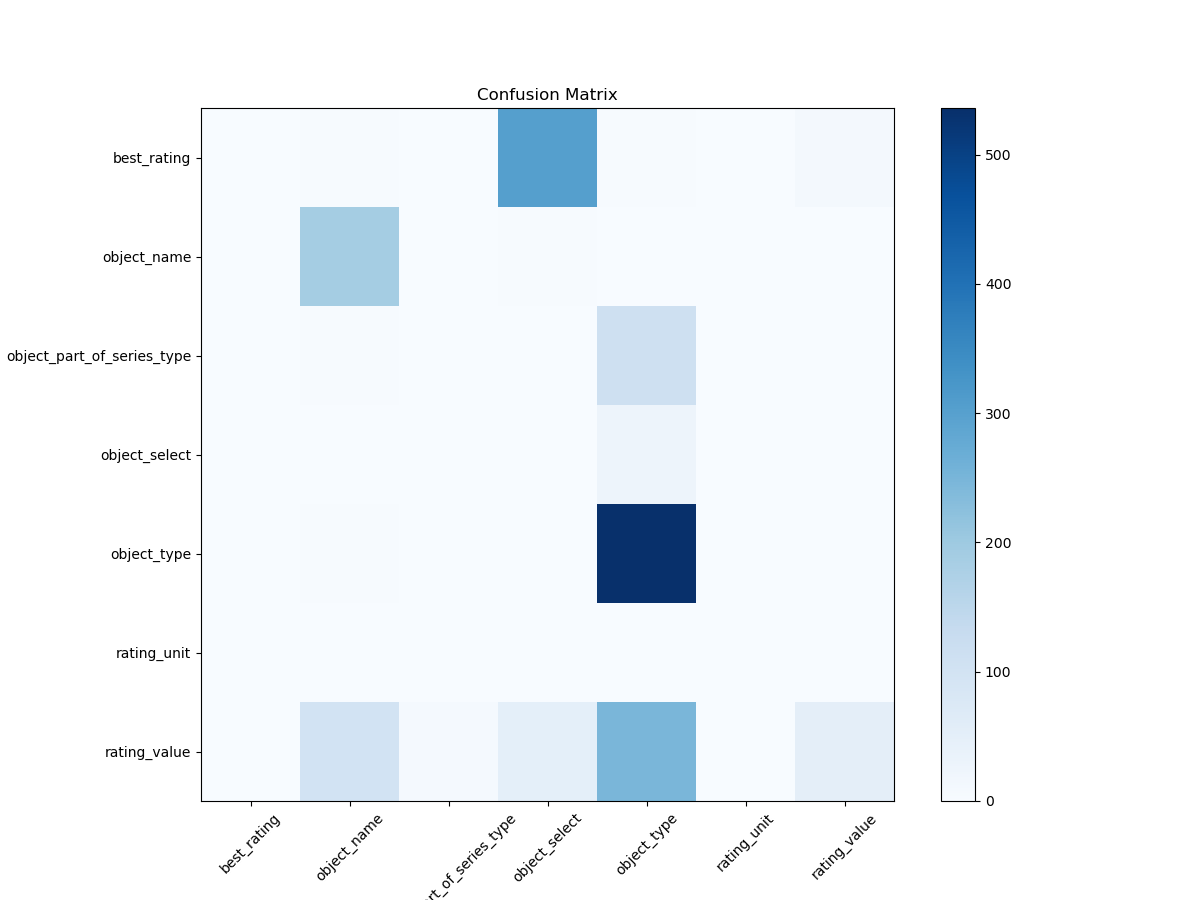 Confusion Matrix
best_rating
object_name
object_part_of_series_type
object_select
object_type
rating_unit
rating_value
best_rating
object_name
rt_of_series_type
object_select
object_type
rating_unit
rating_value
500
400
300
200
100
0